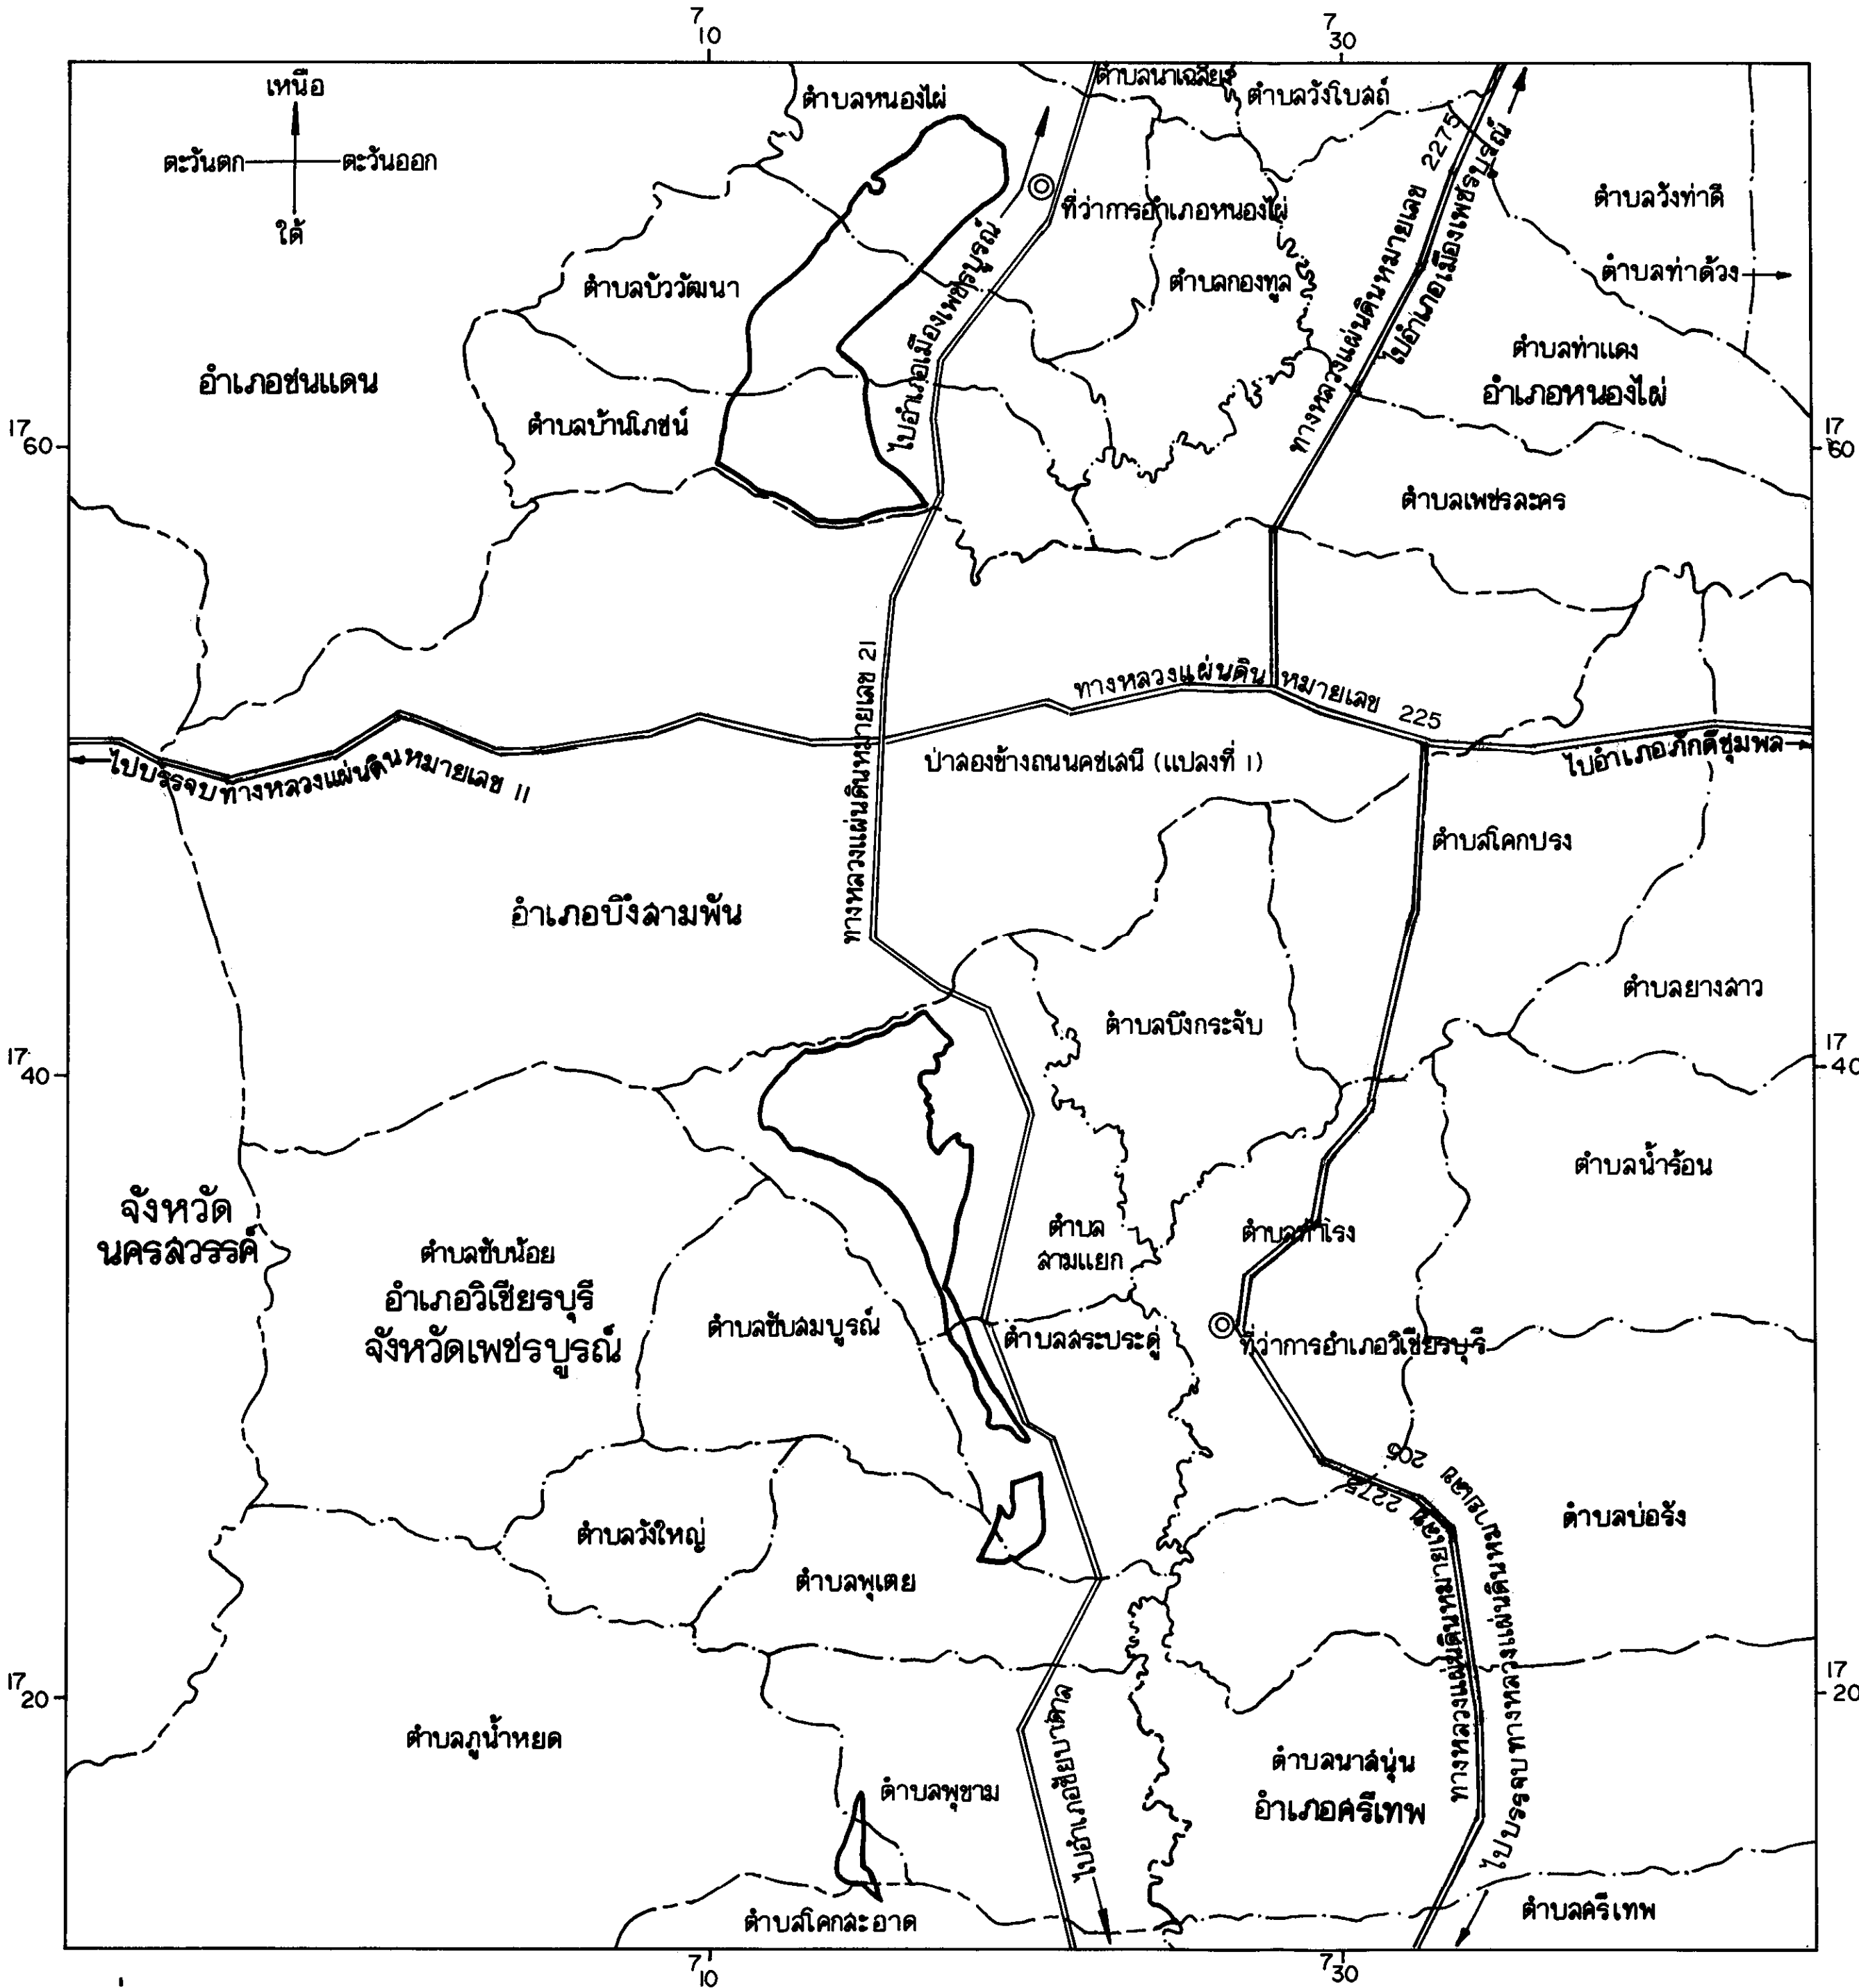 7
10
7
30
เหนือ
ตะวันตก
ตะวันออก
ใต้
ตำบลหนองไผ่
ตำบลนาเฉลียง
ตำบลวังโบสถ์
ทางหลวงแผ่นดินหมายเลข 2275
ไปอำเภอเมืองเพชรบูรณ์
ตำบลวังท่าดี
ตำบลท่าด้วง
ที่ว่าการอำเภอหนองไผ่
ตำบลกองทูล
ตำบลบัววัฒนา
ไปอำเภอเมืองเพชรบูรณ์
ตำบลท่าแดง
อำเภอหนองไผ่
อำเภอชนแดน
ตำบลบ้านโภชน์
17
60
17
60
ตำบลเพชรละคร
ทางหลวงแผ่นดินหมายเลข 21
ทางหลวงแผ่นดิน หมายเลข 225
ไปบรรจบทางหลวงแผ่นดินหมายเลข 11
ป่าสองข้างถนนคชเสนี (แปลงที่ 1)
ไปอำเภอภักดีชุมพล
ตำบลโคกปรง
อำเภอบึงสามพัน
ตำบลยางสาว
ตำบลบึงกระจับ
17
40
17
40
ตำบลน้ำร้อน
จังหวัด
นครสวรรค์
ตำบล
สามแยก
ตำบลท่าโรง
ตำบลซับน้อย
อำเภอวิเชียรบุรี
จังหวัดเพชรบูรณ์
ตำบลซับสมบูรณ์
ตำบลสระประดู่
ที่ว่าการอำเภอวิเชียรบุรี
ตำบลวังใหญ่
ตำบลพุเตย
ตำบลบ่อรัง
ทางหลวงแผ่นดินหมายเลข 2275
ไปบรรจบทางหลวงแผ่นดินหมายเลข 205
17
20
17
20
ตำบลภูน้ำหยด
ตำบลพุขาม
ไปอำเภอชัยบาดาล
ตำบลนาสนุ่น
อำเภอศรีเทพ
ตำบลโคกสะอาด
ตำบลศรีเทพ
7
10
7
30